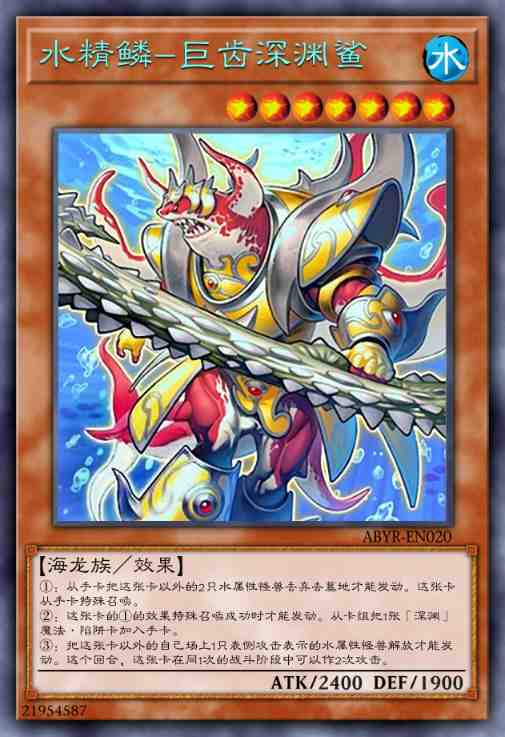 水精鳞-巨齿深渊鲨
水
ABYR-EN020
【海龙族／效果】
①：从手卡把这张卡以外的2只水属性怪兽丢弃去墓地才能发动。这张卡
从手卡特殊召唤。
②：这张卡的①的效果特殊召唤成功时才能发动。从卡组把1张「深渊」
魔法·陷阱卡加入手卡。
③：把这张卡以外的自己场上1只表侧攻击表示的水属性怪兽解放才能发
动。这个回合，这张卡在同1次的战斗阶段中可以作2次攻击。
ATK/2400 DEF/1900
21954587